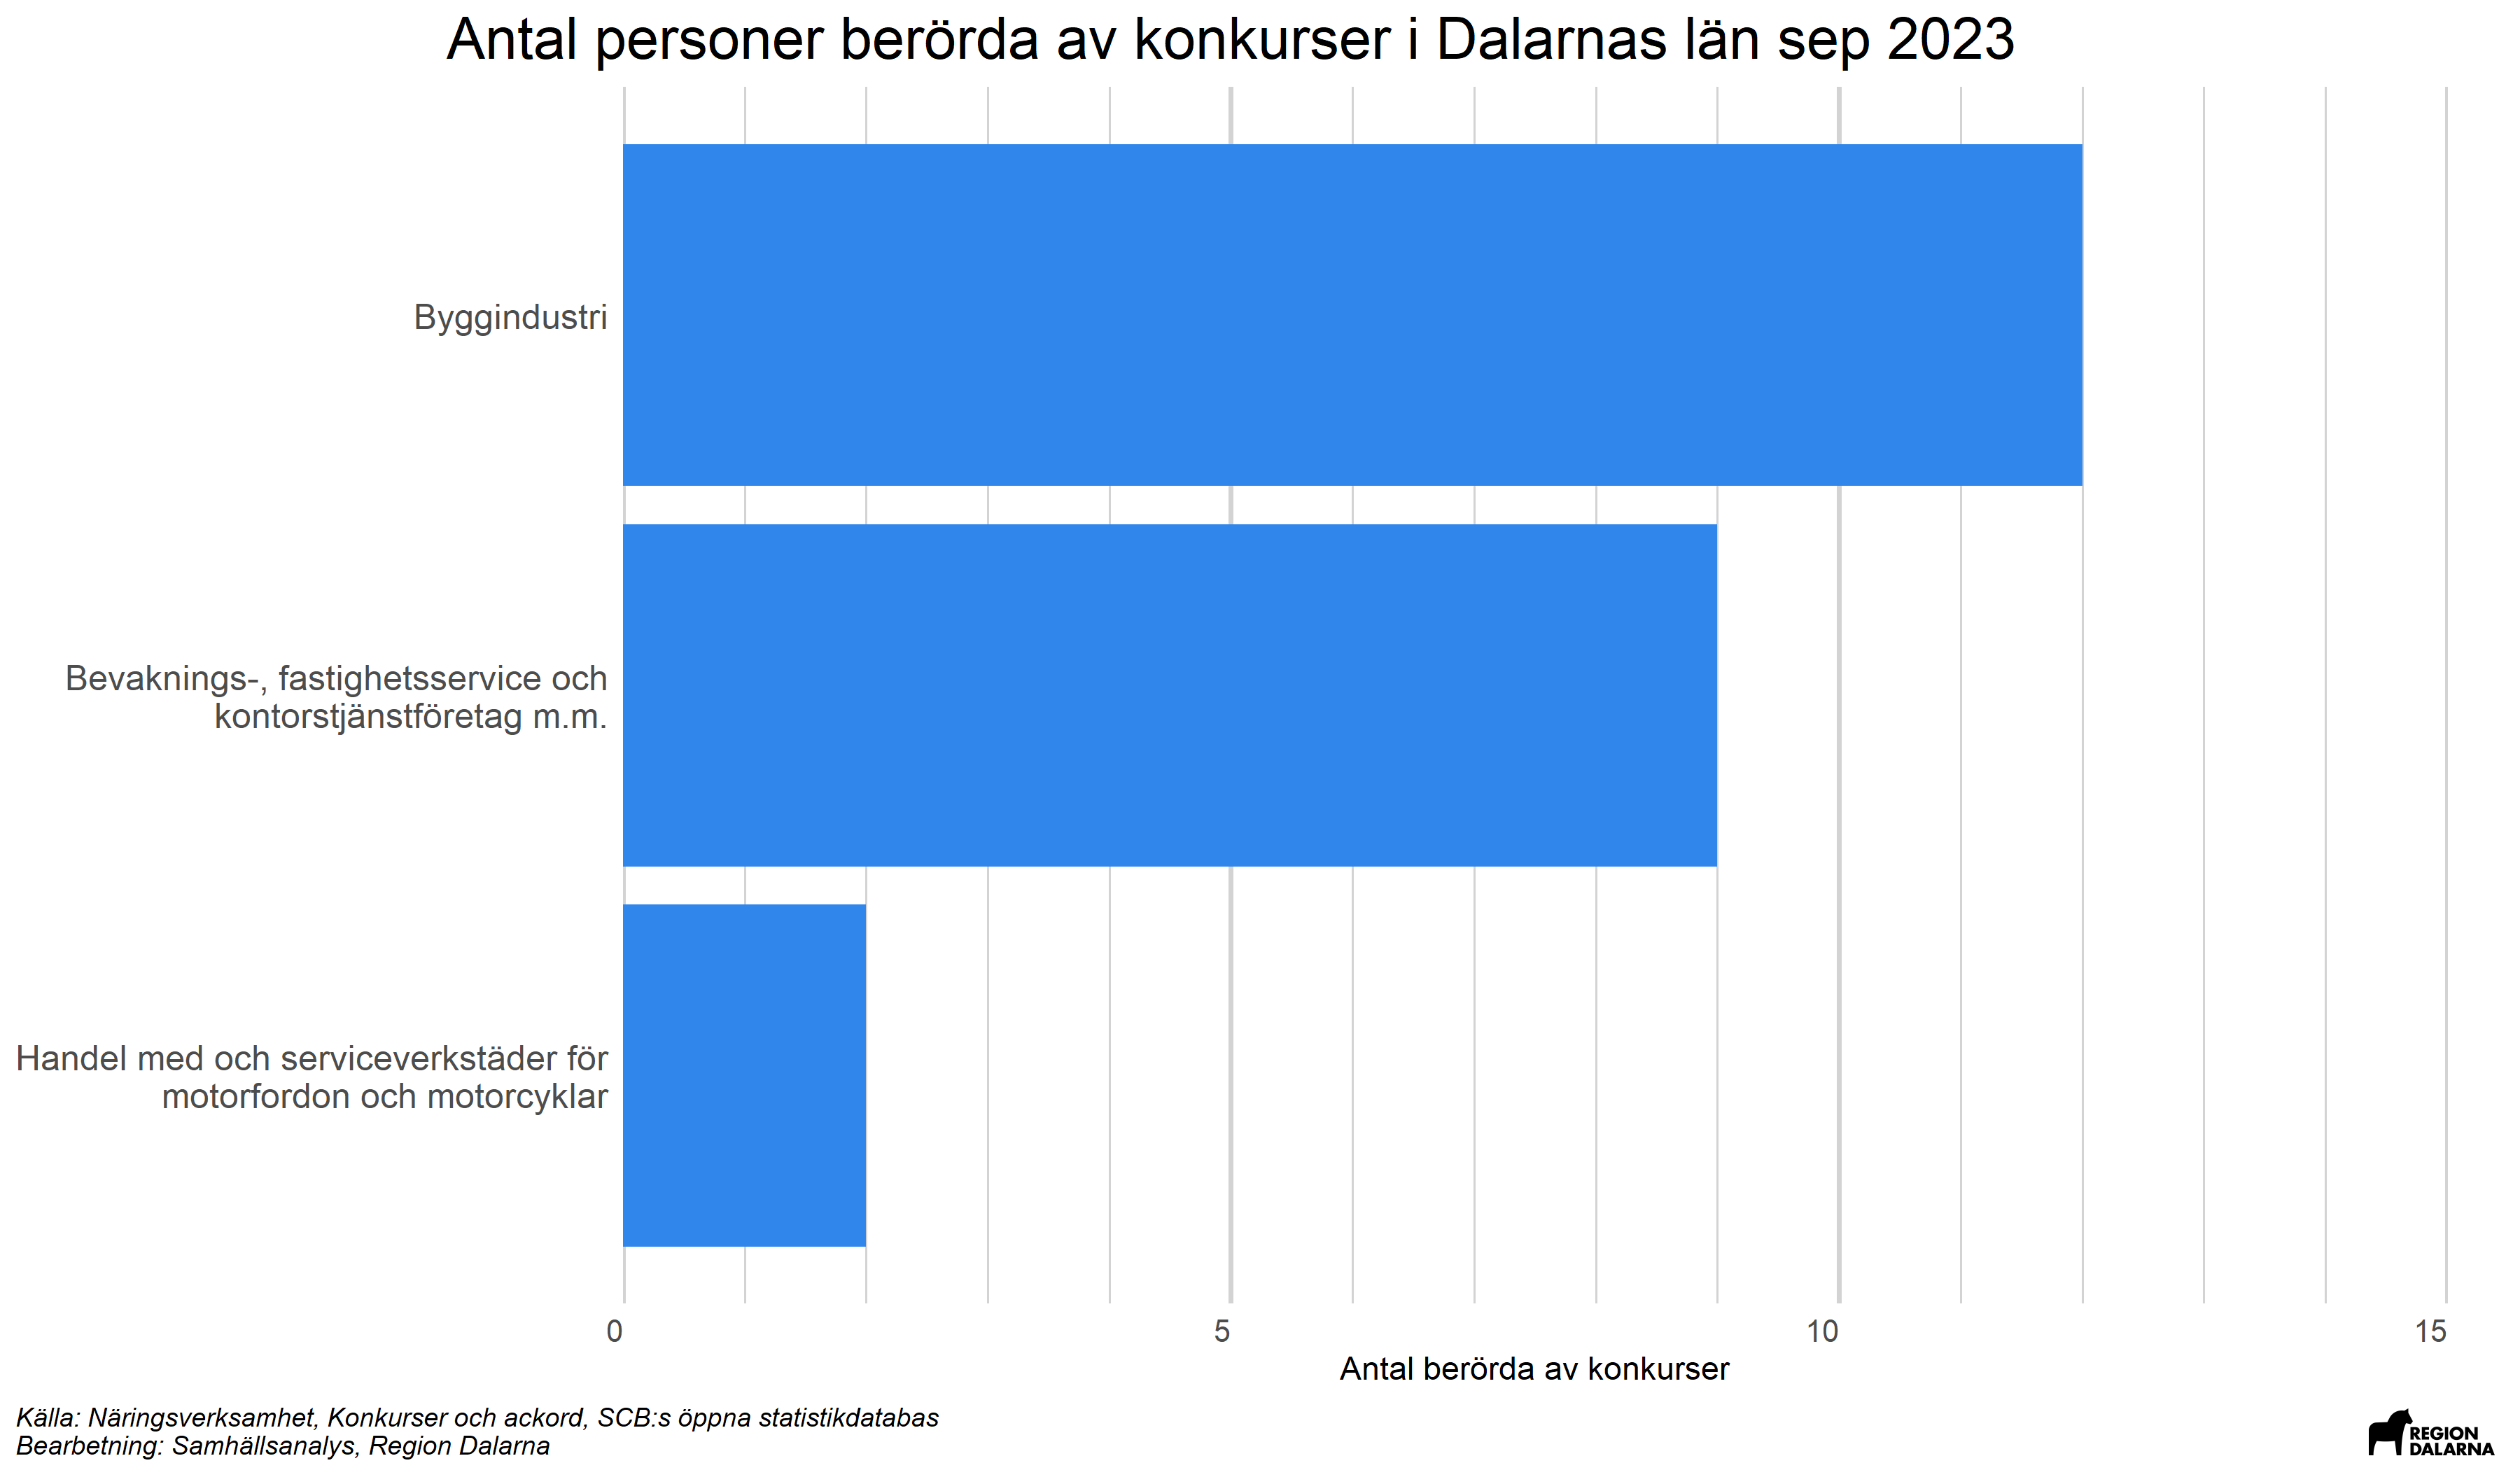 Antal personer berörda av konkurser i Dalarnas län sep 2023
Byggindustri
Bevaknings-, fastighetsservice och
kontorstjänstföretag m.m.
Handel med och serviceverkstäder för
motorfordon och motorcyklar
0 5 10 15
Antal berörda av konkurser
Källa: Näringsverksamhet, Konkurser och ackord, SCB:s öppna statistikdatabas
Bearbetning: Samhällsanalys, Region Dalarna
REGION
DALARNA